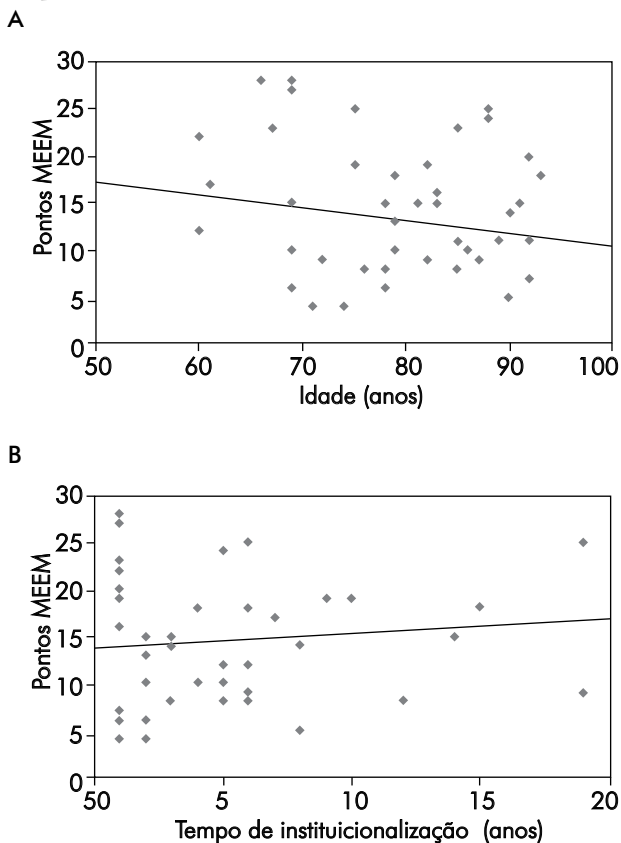 A
30
25
20
15
10
5
0
Pontos MEEM
50 60 70 80 90 100
Idade (anos)
B
30
25
20
15
10
5
0
Pontos MEEM
50 5 10 15 20
Tempo de instituicionalização (anos)